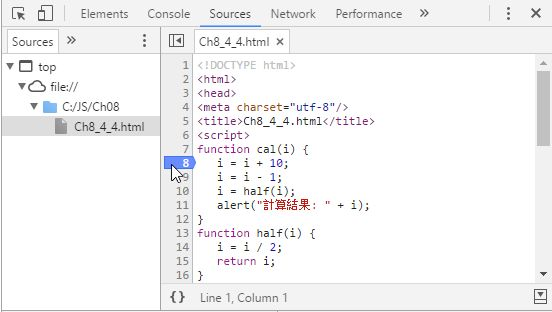 Elements Console Sources Network Performance »
Sources »
Ch8_4_4.html ×
top
file://
C:/JS/Ch08
Ch8_4_4.html
1 <!DOCTYPE html>
2 <html>
3 <head>
4 <meta charset="utf-8"/>
5 <title>Ch8_4_4.html</title>
6 <script>
7 function cal(i) {
8 i = i + 10;
9 i = i - 1;
10 i = half(i);
11 alert("計算結果: " + i);
12 }
13 function half(i) {
14 i = i / 2;
15 return i;
16 }
{} Line 1, Column 1